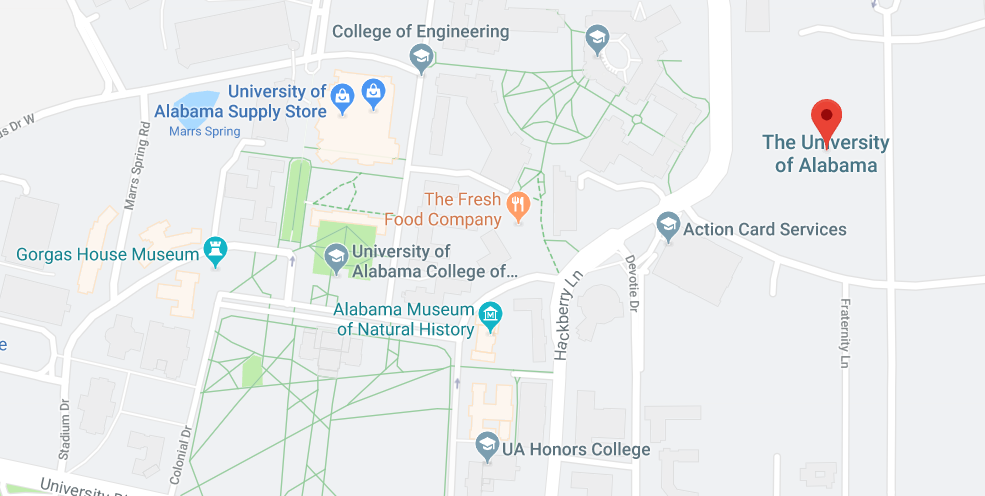 College of Engineering
University of
Alabama Supply Store
Marrs Spring
s Dr W
Marrs Spring Rd
The University
of Alabama
The Fresh
Food Company
Action Card Services
Gorgas House Museum
University of
Alabama College of...
Devotie Dr
Hackberry Ln
Alabama Museum
of Natural History
Fraternity Ln
e
Stadium Dr
Colonial Dr
UA Honors College
University